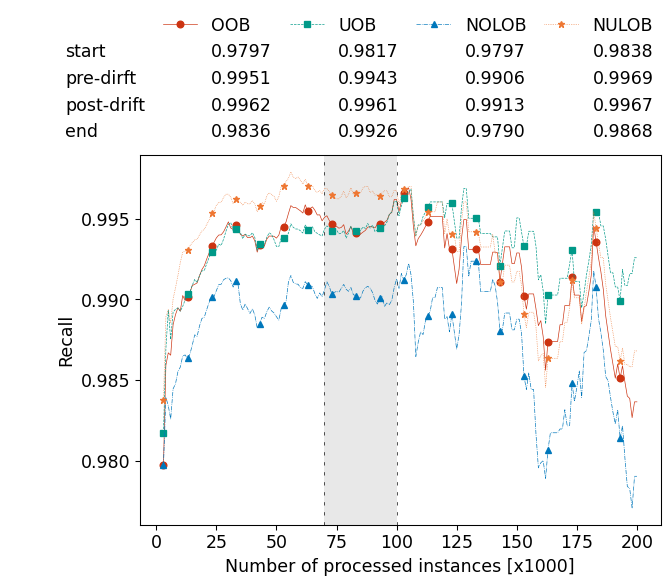 OOB UOB NOLOB NULOB
start 0.9797 0.9817 0.9797 0.9838
pre-dirft 0.9951 0.9943 0.9906 0.9969
post-drift 0.9962 0.9961 0.9913 0.9967
end 0.9836 0.9926 0.9790 0.9868
0.995
0.990
0.985
0.980
Recall
0 25 50 75 100 125 150 175 200
Number of processed instances [x1000]